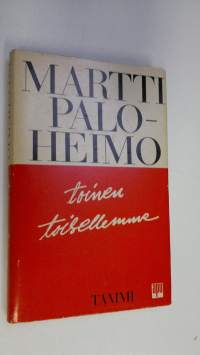 MARTTI
PALO-
HEIMO
toinen
toisellemme
TAMMI